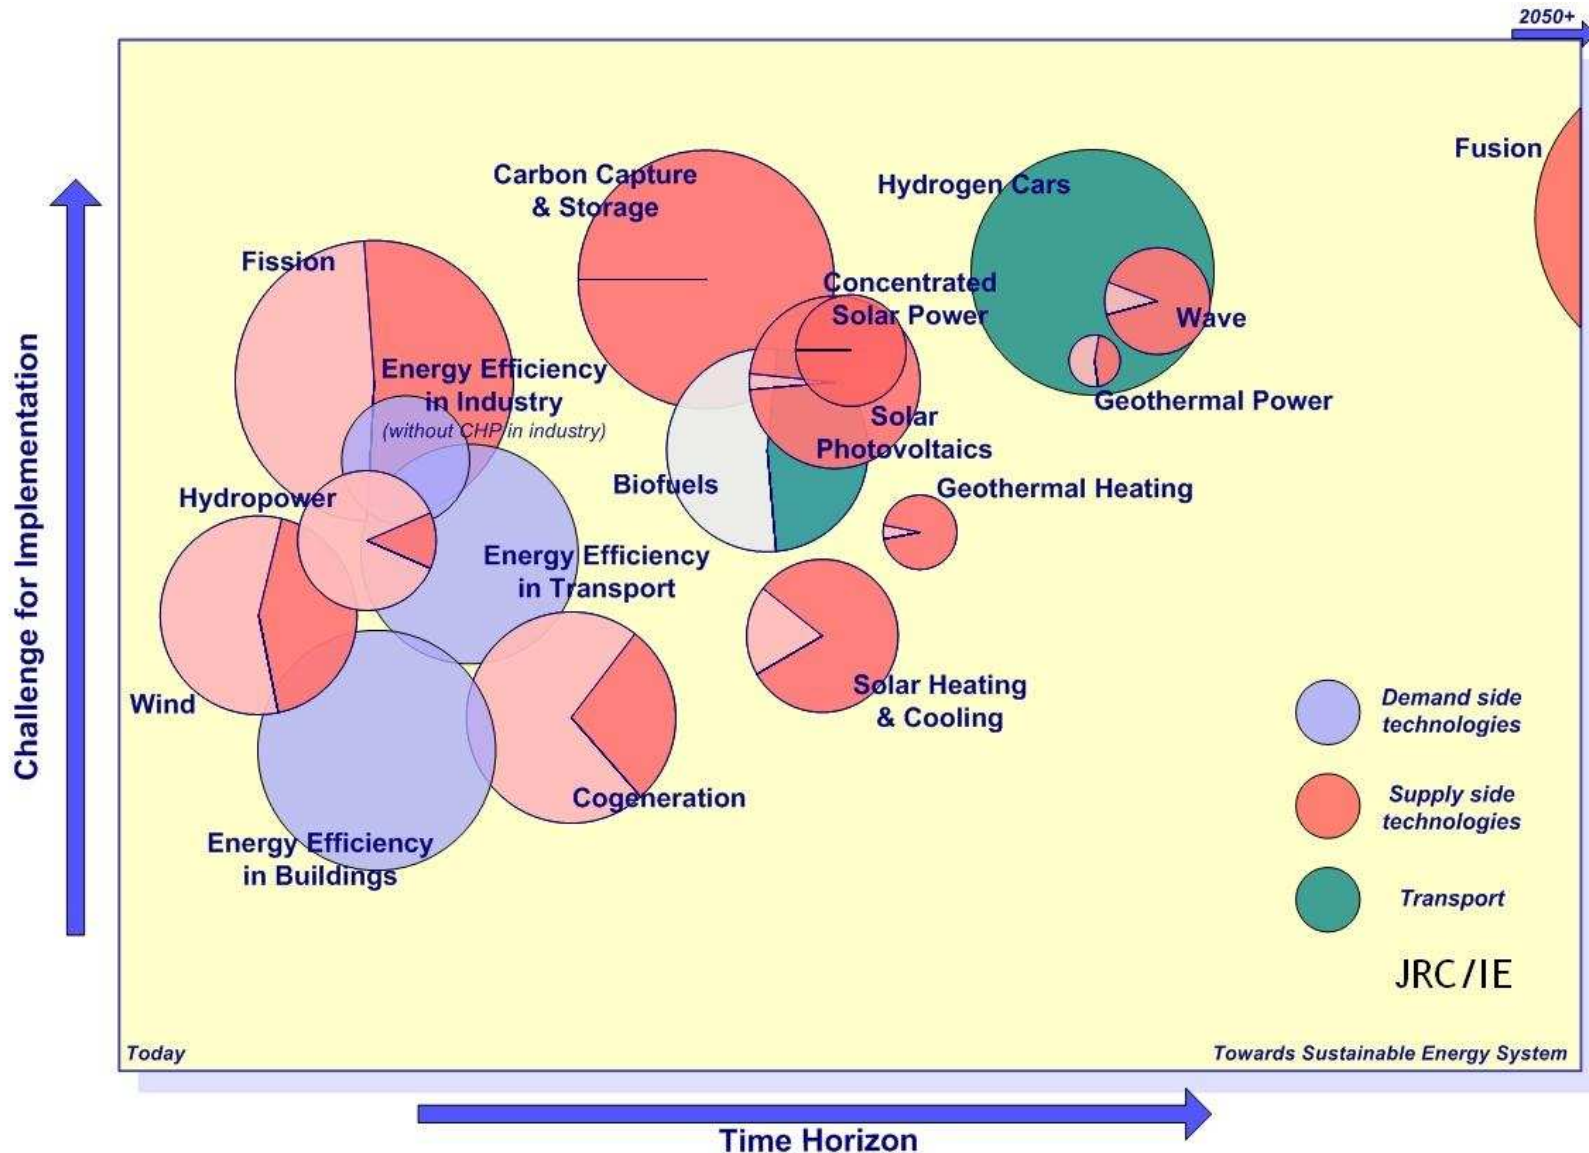 2050+
Fusion
Carbon Capture
& Storage
Hydrogen Cars
Fission
Concentrated
Solar Power
Wave
Energy Efficiency
in Industry
(without CHP in industry)
Geothermal Power
Solar
Photovoltaics
Biofuels
Geothermal Heating
Hydropower
Energy Efficiency
in Transport
Wind
Solar Heating
& Cooling
Cogeneration
Energy Efficiency
in Buildings
Demand side
technologies
Supply side
technologies
Transport
JRC/IE
Today
Towards Sustainable Energy System
Time Horizon
Challenge for Implementation